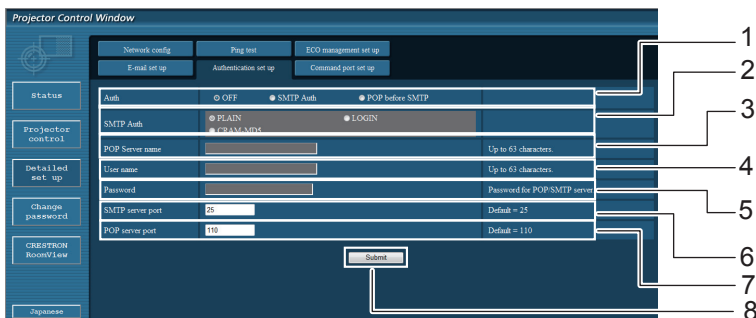 Projector Control Window
Network config Ping test ECO management set up
E-mail set up Authentication set up Command port set up
Status
Projector
control
Detailed
set up
Change
password
CRESTRON
RoomView
Japanese
Auth OFF SMTP Auth POP before SMTP
SMTP Auth PLAIN LOGIN
CRAM-MD5
POP Server name Up to 63 characters.
User name Up to 63 characters.
Password Password for POP/SMTP server
SMTP server port 25 Default = 25
POP server port 110 Default = 110
Submit
1
2
3
4
5
6
7
8